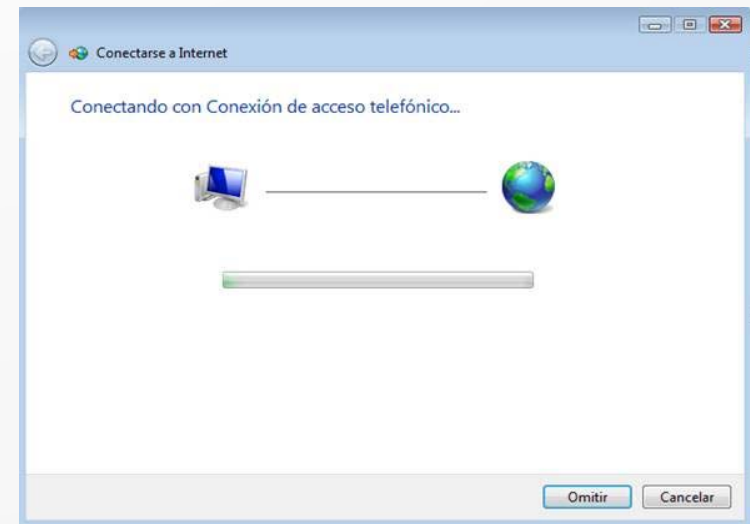 Conectarse a Internet
Conectando con Conexión de acceso telefónico...
Omitir
Cancelar